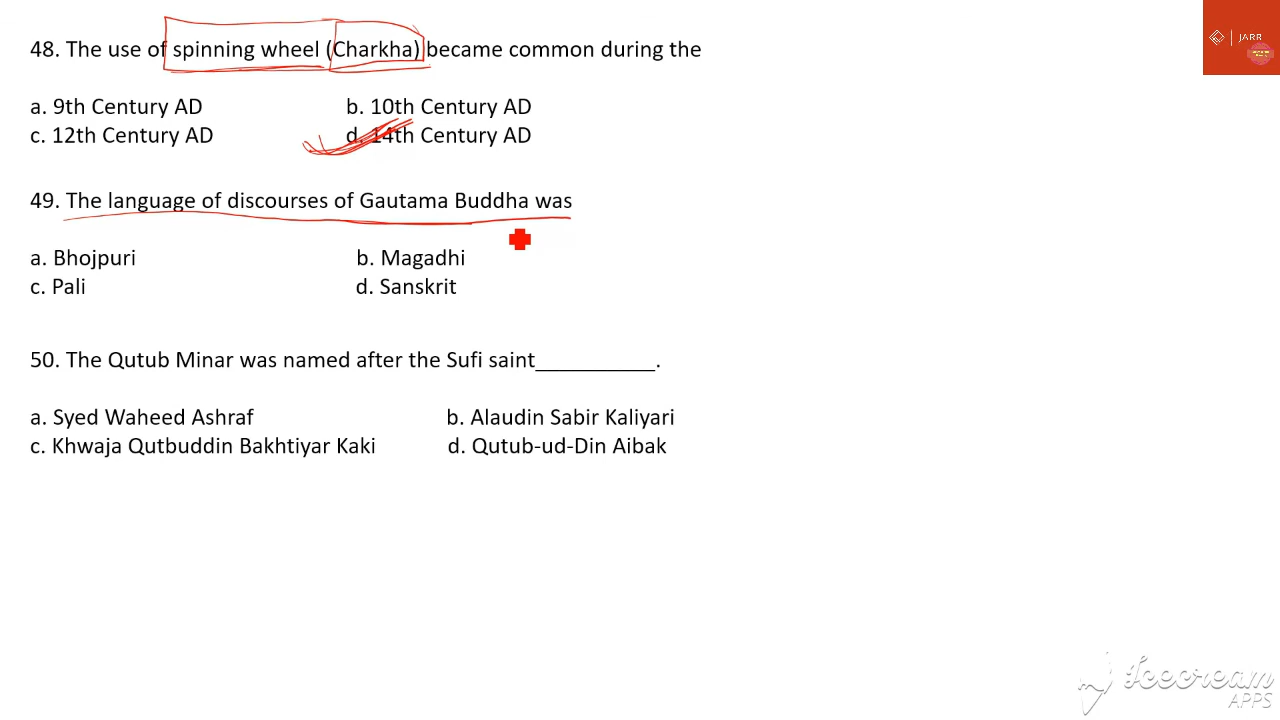 48. The use of spinning wheel (Charkha) became common during the
a. 9th Century AD b. 10th Century AD
c. 12th Century AD d. 14th Century AD
49. The language of discourses of Gautama Buddha was
a. Bhojpuri b. Magadhi
c. Pali d. Sanskrit
50. The Qutub Minar was named after the Sufi saint__________.
a. Syed Waheed Ashraf b. Alaudin Sabir Kaliyari
c. Khwaja Qutbuddin Bakhtiyar Kaki d. Qutub-ud-Din Aibak
JARR
Icecream
APPS